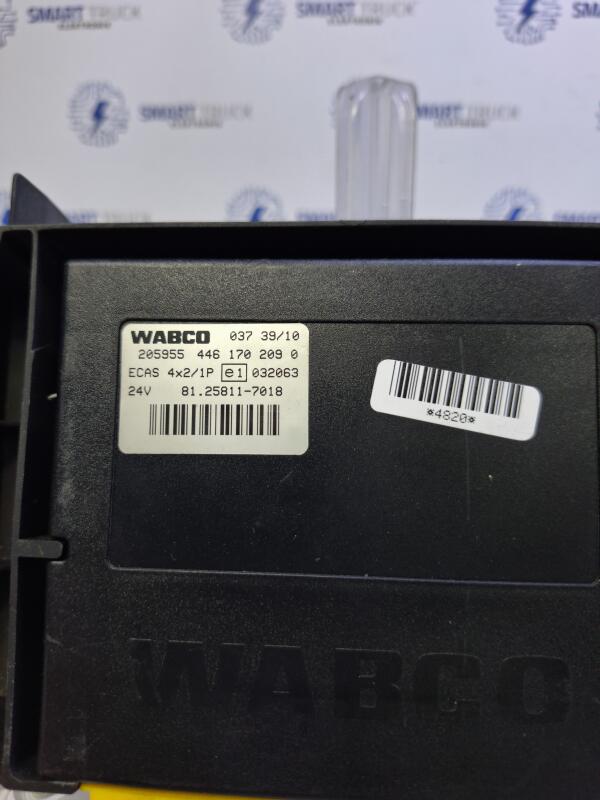 SMART TRUCK
SMART TRUCK
SMART TRUCK
SMART
WABCO 037 39/10
205955 446 170 209 0
ECAS 4x2/1P e1 032063
24V 81.25811-7018
*4820*
WABCO